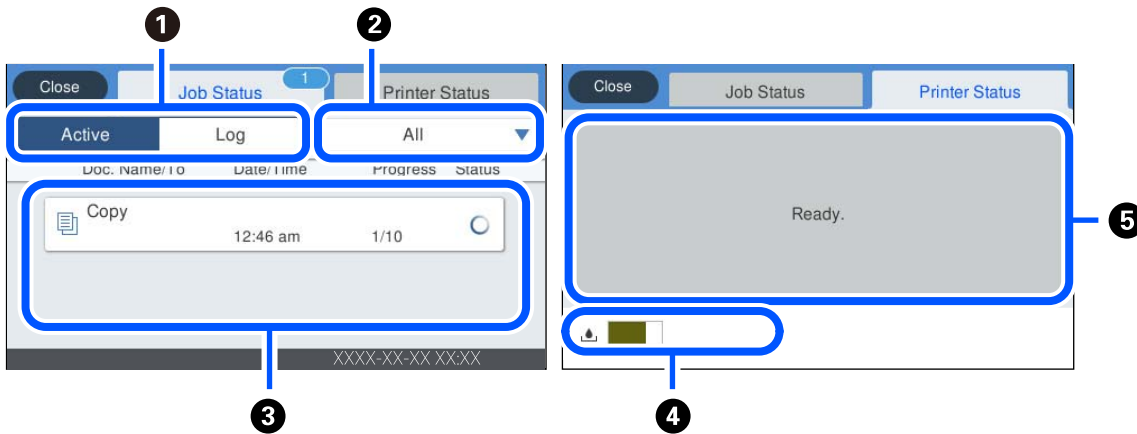 1
2
Close
Job Status
1
Printer Status
Active
Log
All
Doc. Name/To
Date/Time
Progress
Status
Copy
12:46 am
1/10
XXXX-XX-XX XX:XX
3
Close
Job Status
Printer Status
Ready.
5
4